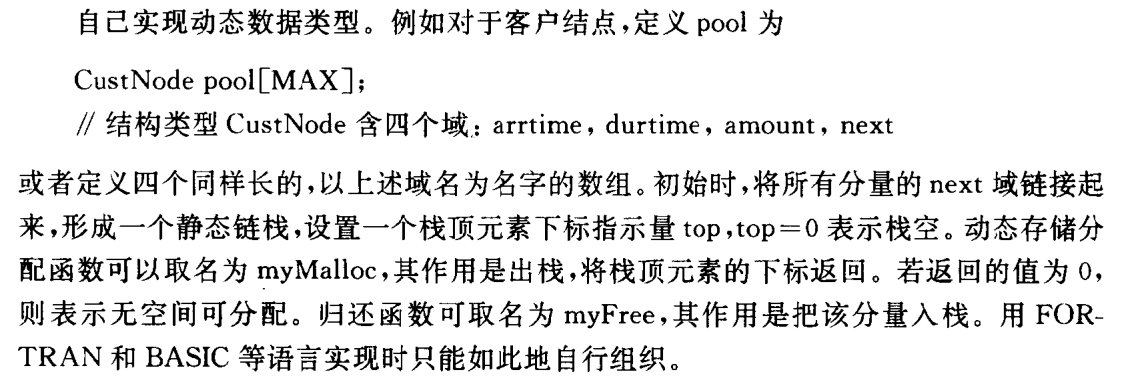 自己实现动态数据类型。例如对于客户结点,定义 pool 为
CustNode pool[MAX];
// 结构类型 CustNode 含四个域: arrtime, durtime, amount, next
或者定义四个同样长的,以上述域名为名字的数组。初始时,将所有分量的 next 域链接起
来,形成一个静态链栈,设置一个栈顶元素下标指示量 top,top=0 表示栈空。动态存储分
配函数可以取名为 myMalloc,其作用是出栈,将栈顶元素的下标返回。若返回的值为 0,
则表示无空间可分配。归还函数可取名为 myFree,其作用是把该分量入栈。用 FOR-
TRAN 和 BASIC 等语言实现时只能如此地自行组织。